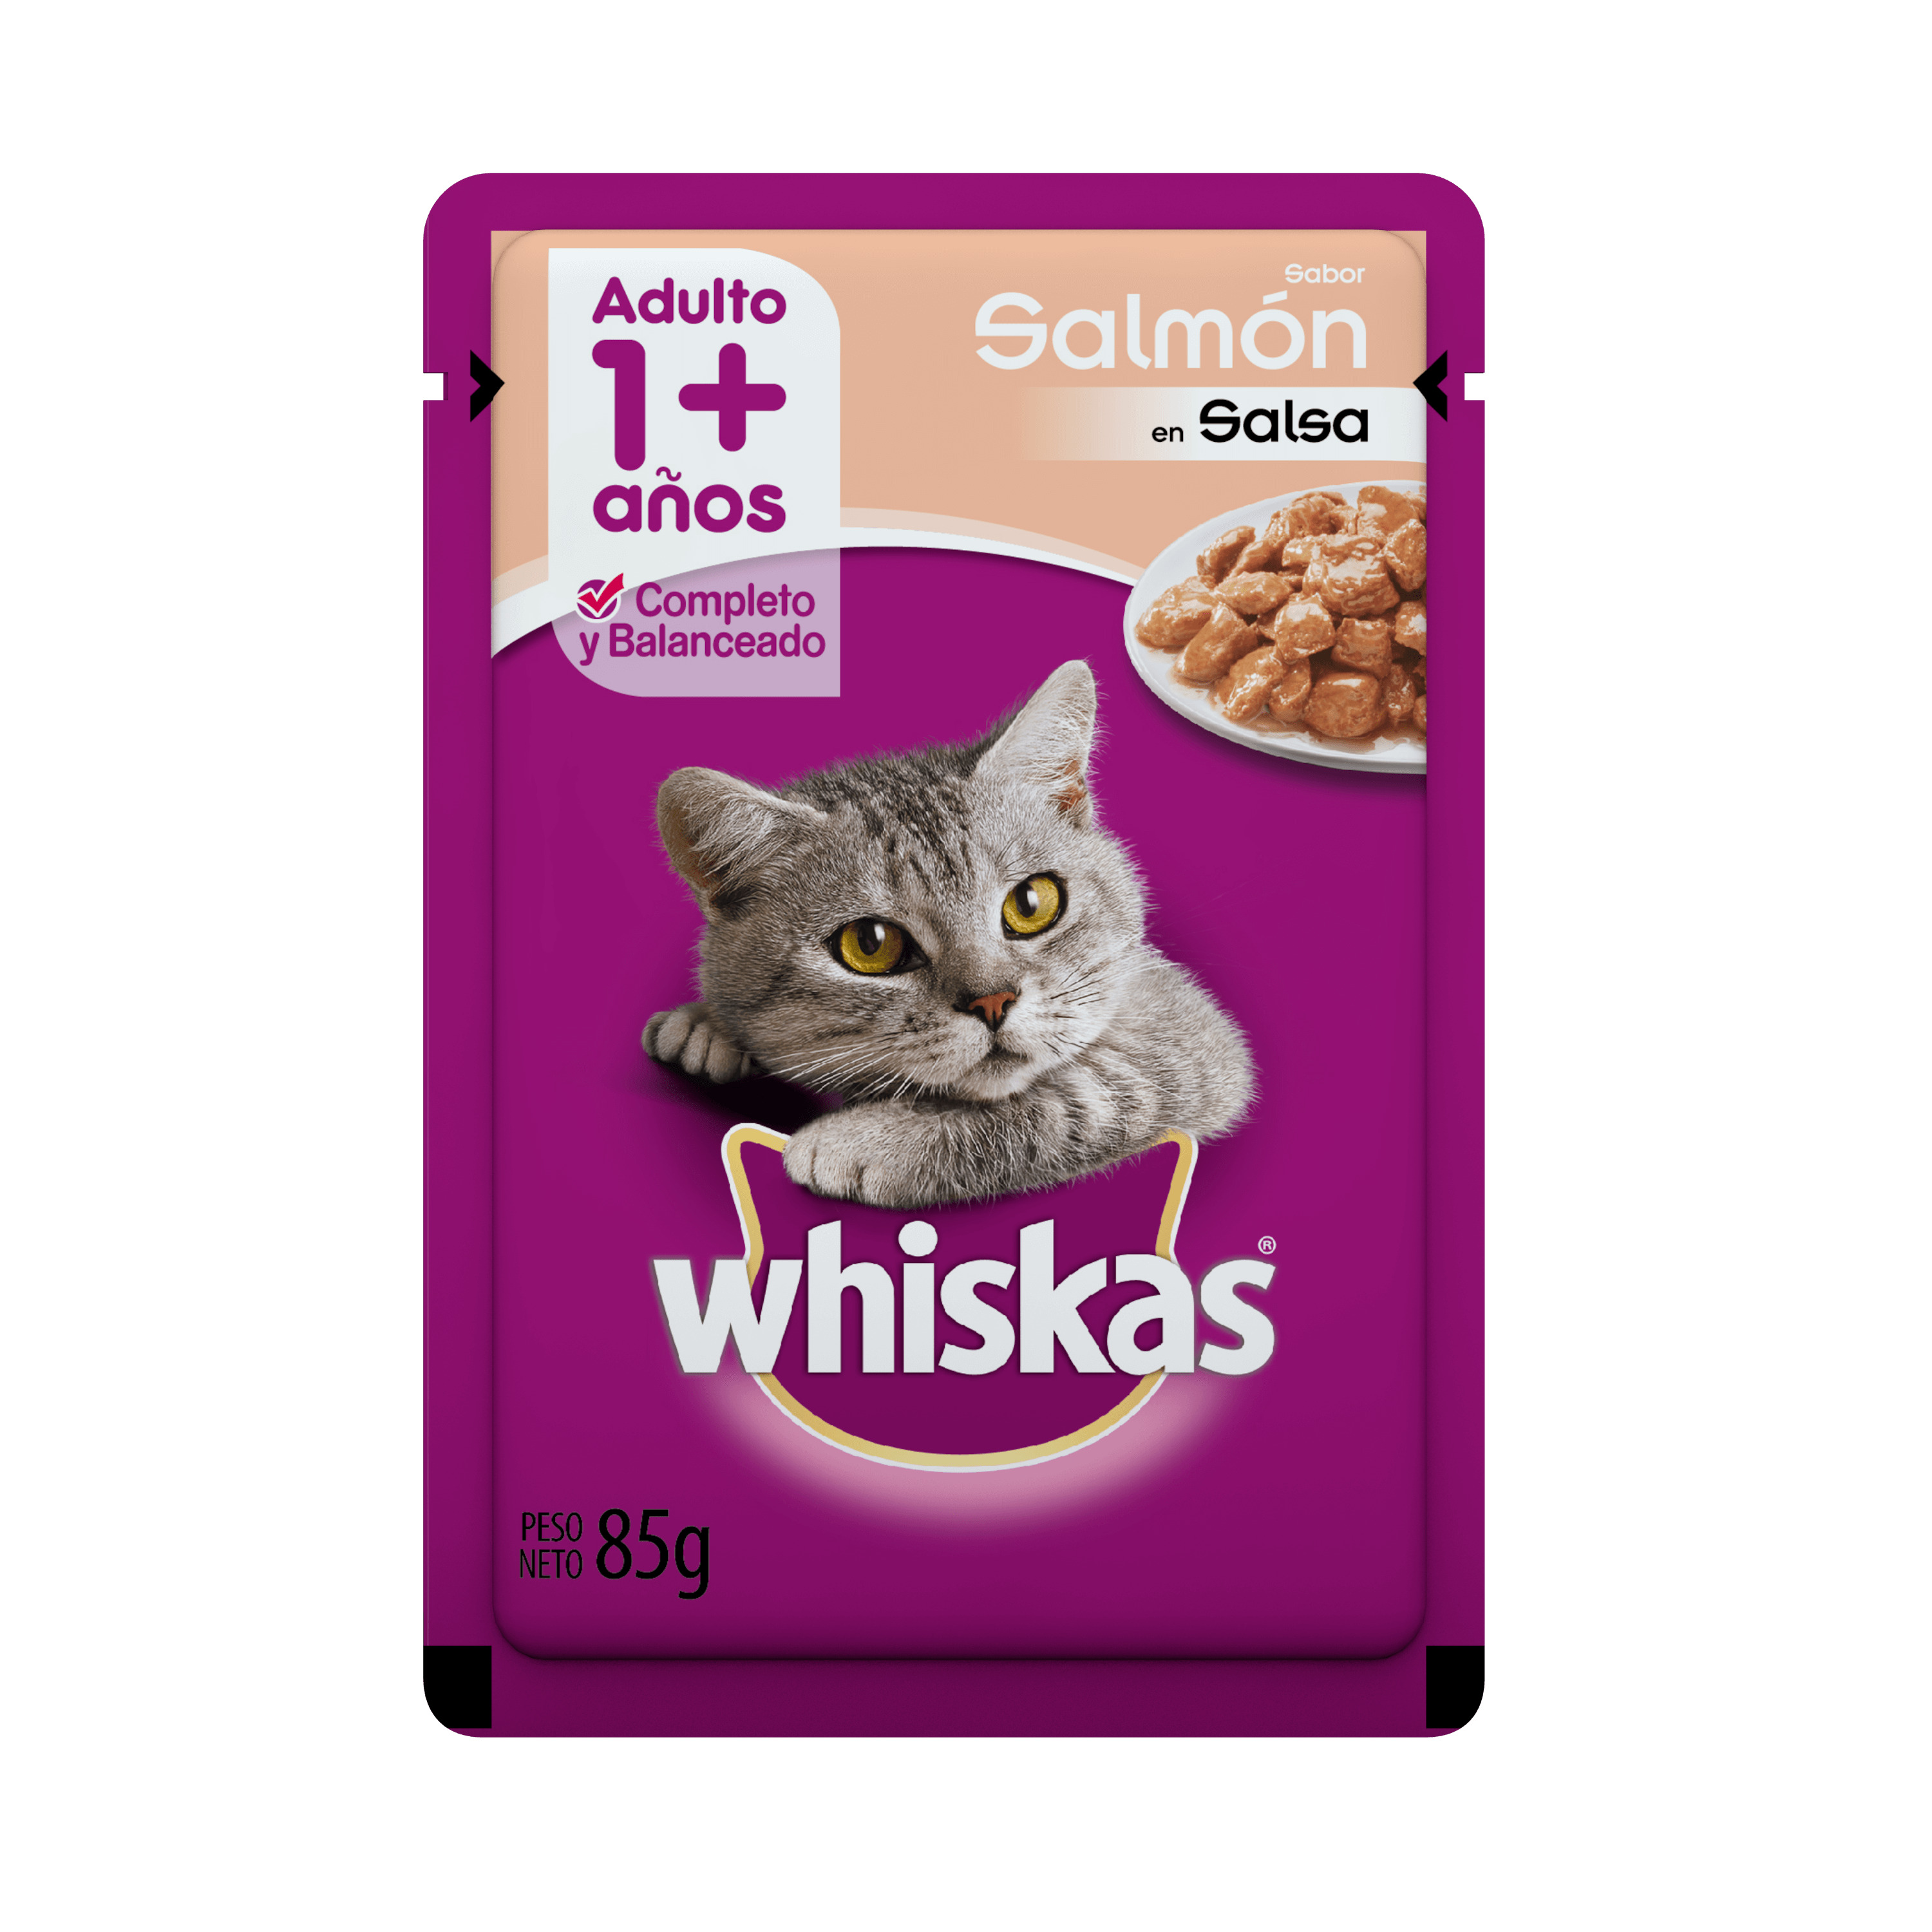 Adulto
1+
años
Completo
y Balanceado
Sabor
Salmón
en Salsa
whiskas®
PESO
NETO 85g